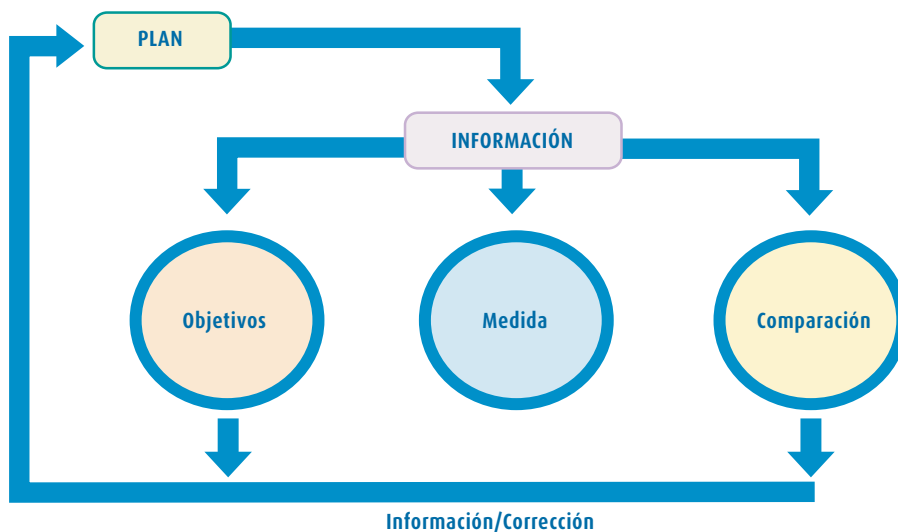 PLAN
INFORMACIÓN
Objetivos
Medida
Comparación
Información/Corrección